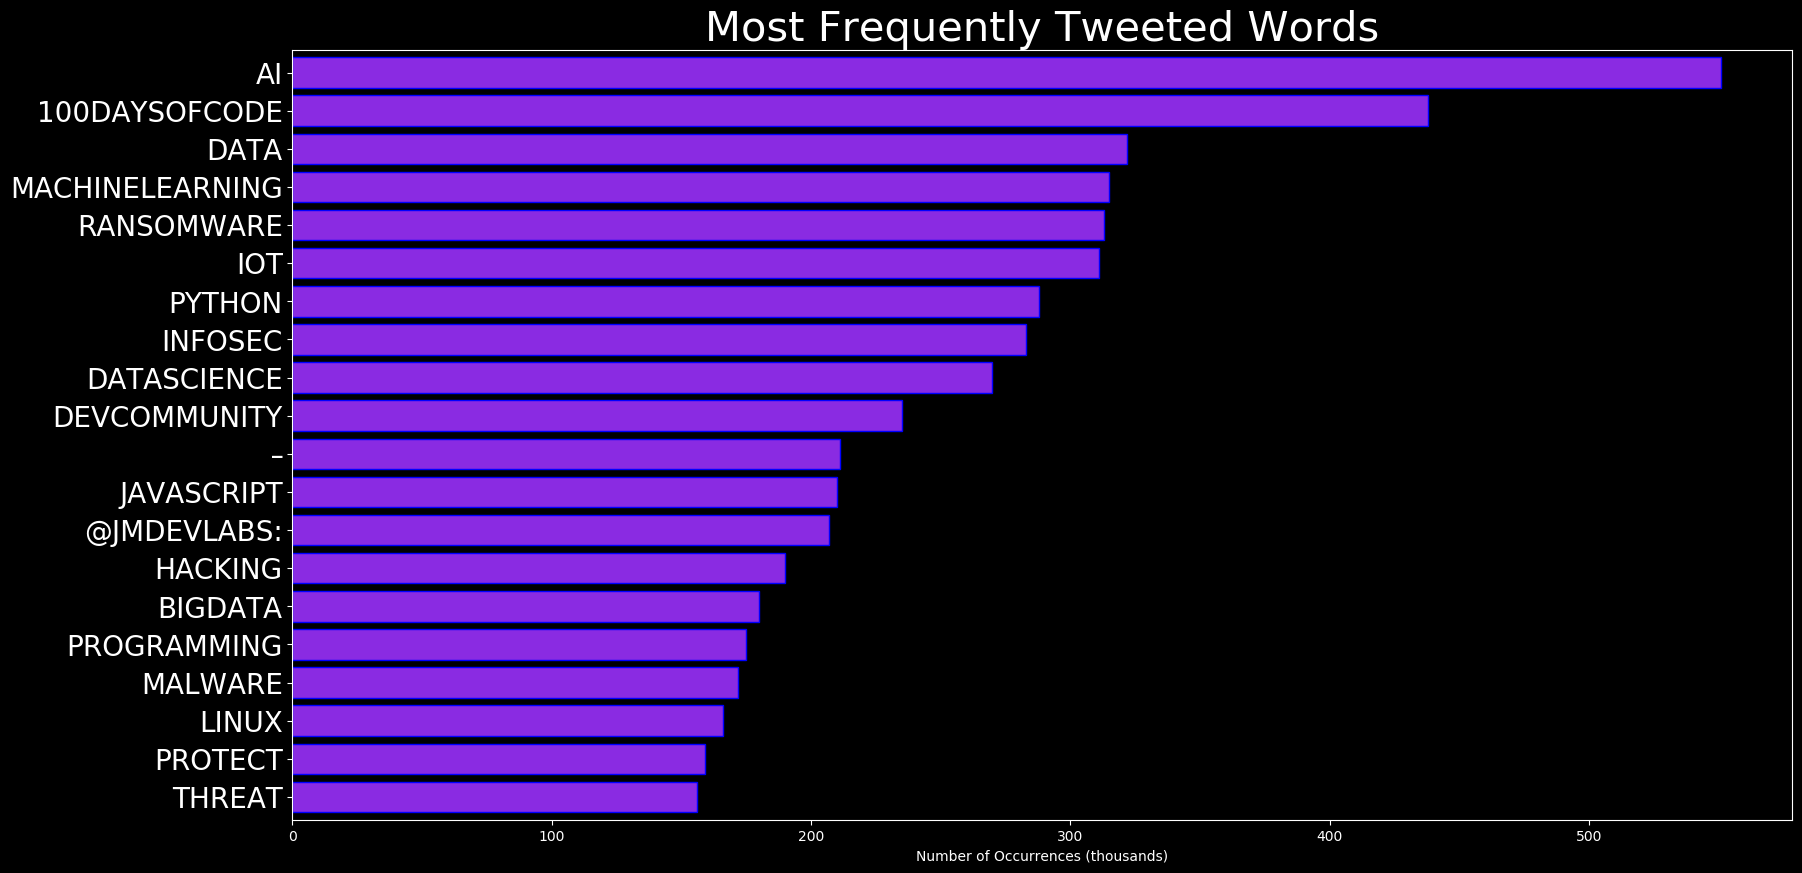 Most Frequently Tweeted Words
AI
100DAYSOFCODE
DATA
MACHINELEARNING
RANSOMWARE
IOT
PYTHON
INFOSEC
DATASCIENCE
DEVCOMMUNITY
–
JAVASCRIPT
@JMDEVLABS:
HACKING
BIGDATA
PROGRAMMING
MALWARE
LINUX
PROTECT
THREAT
0 100 200 300 400 500
Number of Occurrences (thousands)